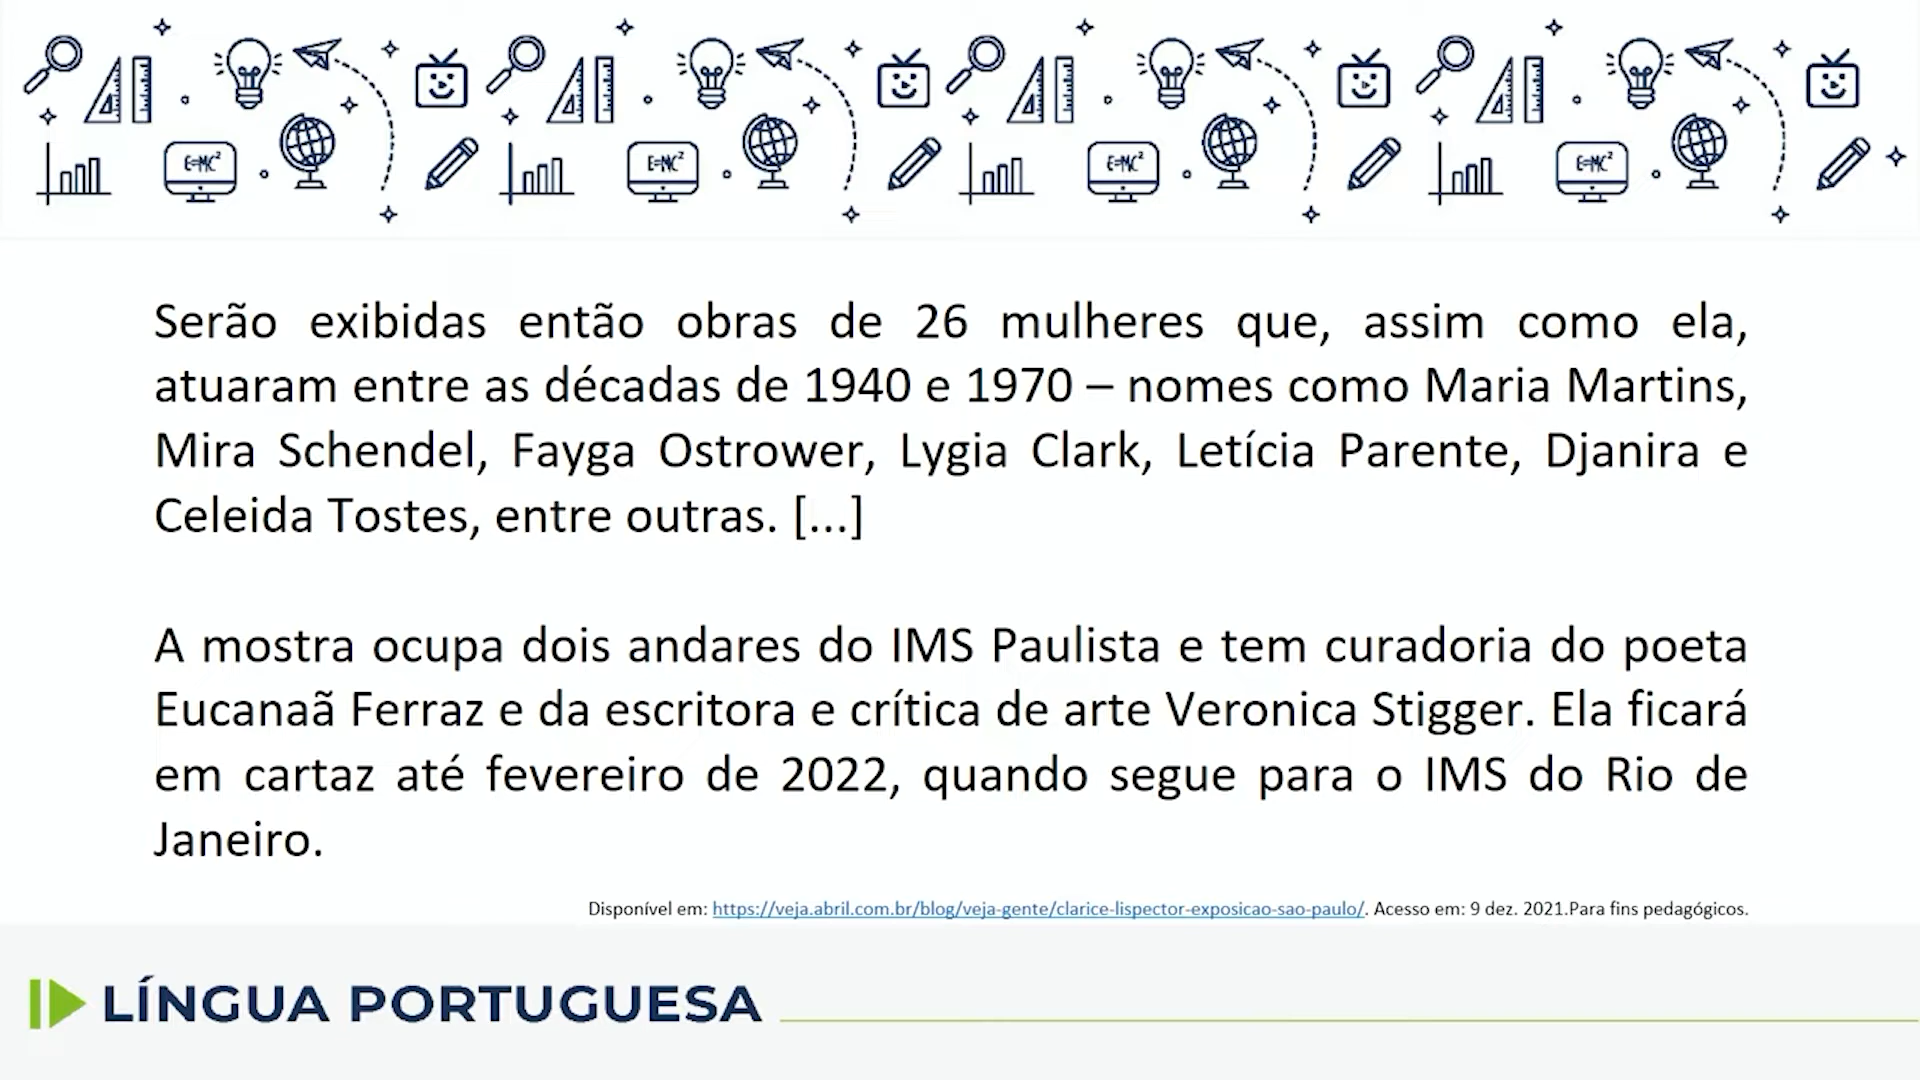 E=MC² E=MC² E=MC² E=MC²
Serão exibidas então obras de 26 mulheres que, assim como ela,
atuaram entre as décadas de 1940 e 1970 – nomes como Maria Martins,
Mira Schendel, Fayga Ostrower, Lygia Clark, Letícia Parente, Djanira e
Celeida Tostes, entre outras. [...]
A mostra ocupa dois andares do IMS Paulista e tem curadoria do poeta
Eucanaã Ferraz e da escritora e crítica de arte Veronica Stigger. Ela ficará
em cartaz até fevereiro de 2022, quando segue para o IMS do Rio de
Janeiro.
Disponível em: https://veja.abril.com.br/blog/veja-gente/clarice-lispector-exposicao-sao-paulo/. Acesso em: 9 dez. 2021.Para fins pedagógicos.
LÍNGUA PORTUGUESA